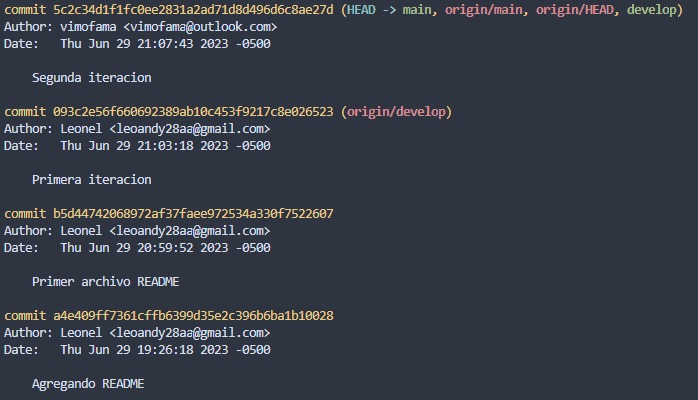 commit 5c2c34d1f1fc0ee2831a2ad71d8d496d6c8ae27d (HEAD -> main, origin/main, origin/HEAD, develop)
Author: vimofama <vimofama@outlook.com>
Date:   Thu Jun 29 21:07:43 2023 -0500
    Segunda iteracion
commit 093c2e56f660692389ab10c453f9217c8e026523 (origin/develop)
Author: Leonel <leoandy28aa@gmail.com>
Date:   Thu Jun 29 21:03:18 2023 -0500
    Primera iteracion
commit b5d44742068972af37faee972534a330f7522607
Author: Leonel <leoandy28aa@gmail.com>
Date:   Thu Jun 29 20:59:52 2023 -0500
    Primer archivo README
commit a4e409ff7361cffb6399d35e2c396b6ba1b10028
Author: Leonel <leoandy28aa@gmail.com>
Date:   Thu Jun 29 19:26:18 2023 -0500
    Agregando README